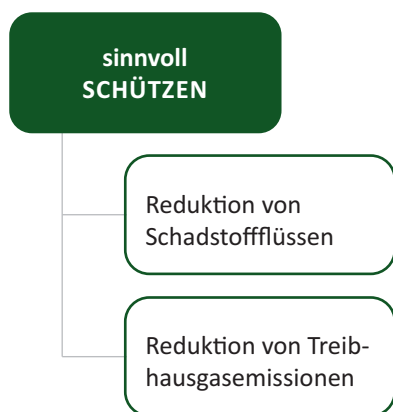 sinnvoll
SCHÜTZEN
Reduktion von
Schadstoffflüssen
Reduktion von Treib-
hausgasemissionen